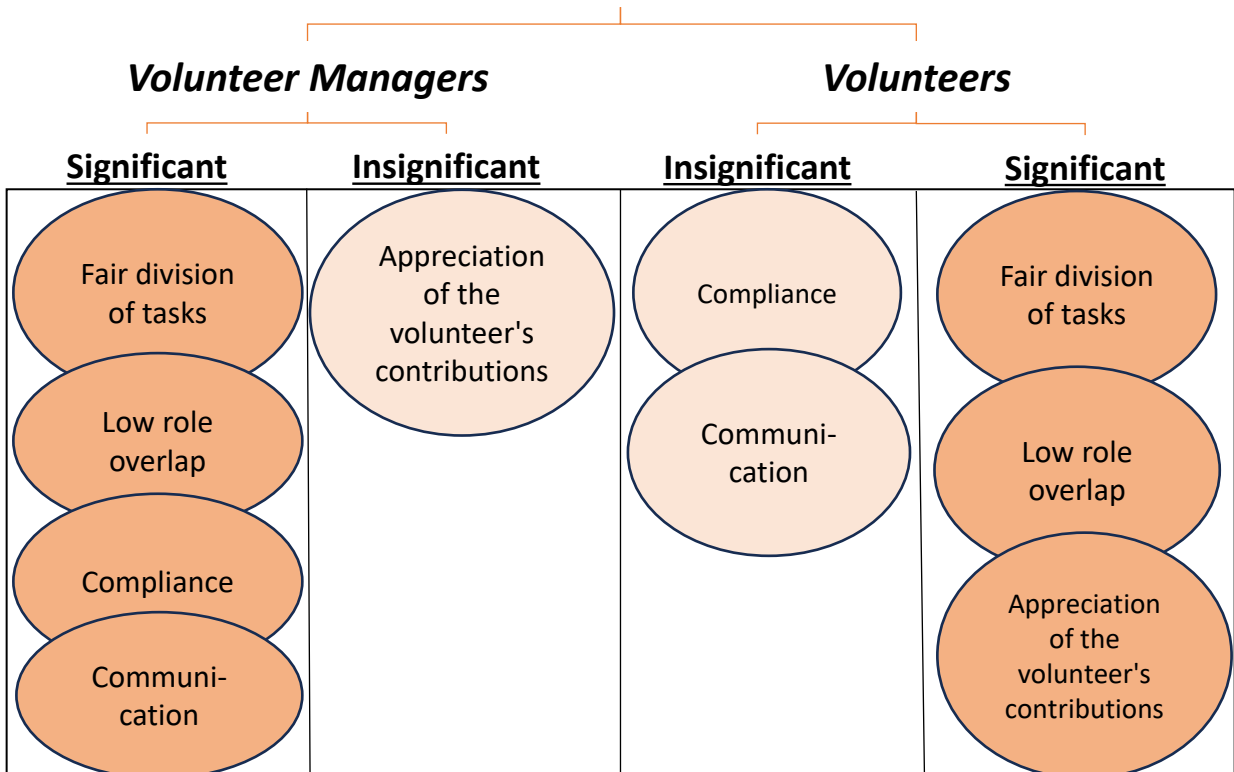 Volunteer Managers
Volunteers
Significant
Insignificant
Insignificant
Significant
Fair division
of tasks
Low role
overlap
Compliance
Communi-
cation
Appreciation
of the
volunteer's
contributions
Compliance
Communi-
cation
Fair division
of tasks
Low role
overlap
Appreciation
of the
volunteer's
contributions